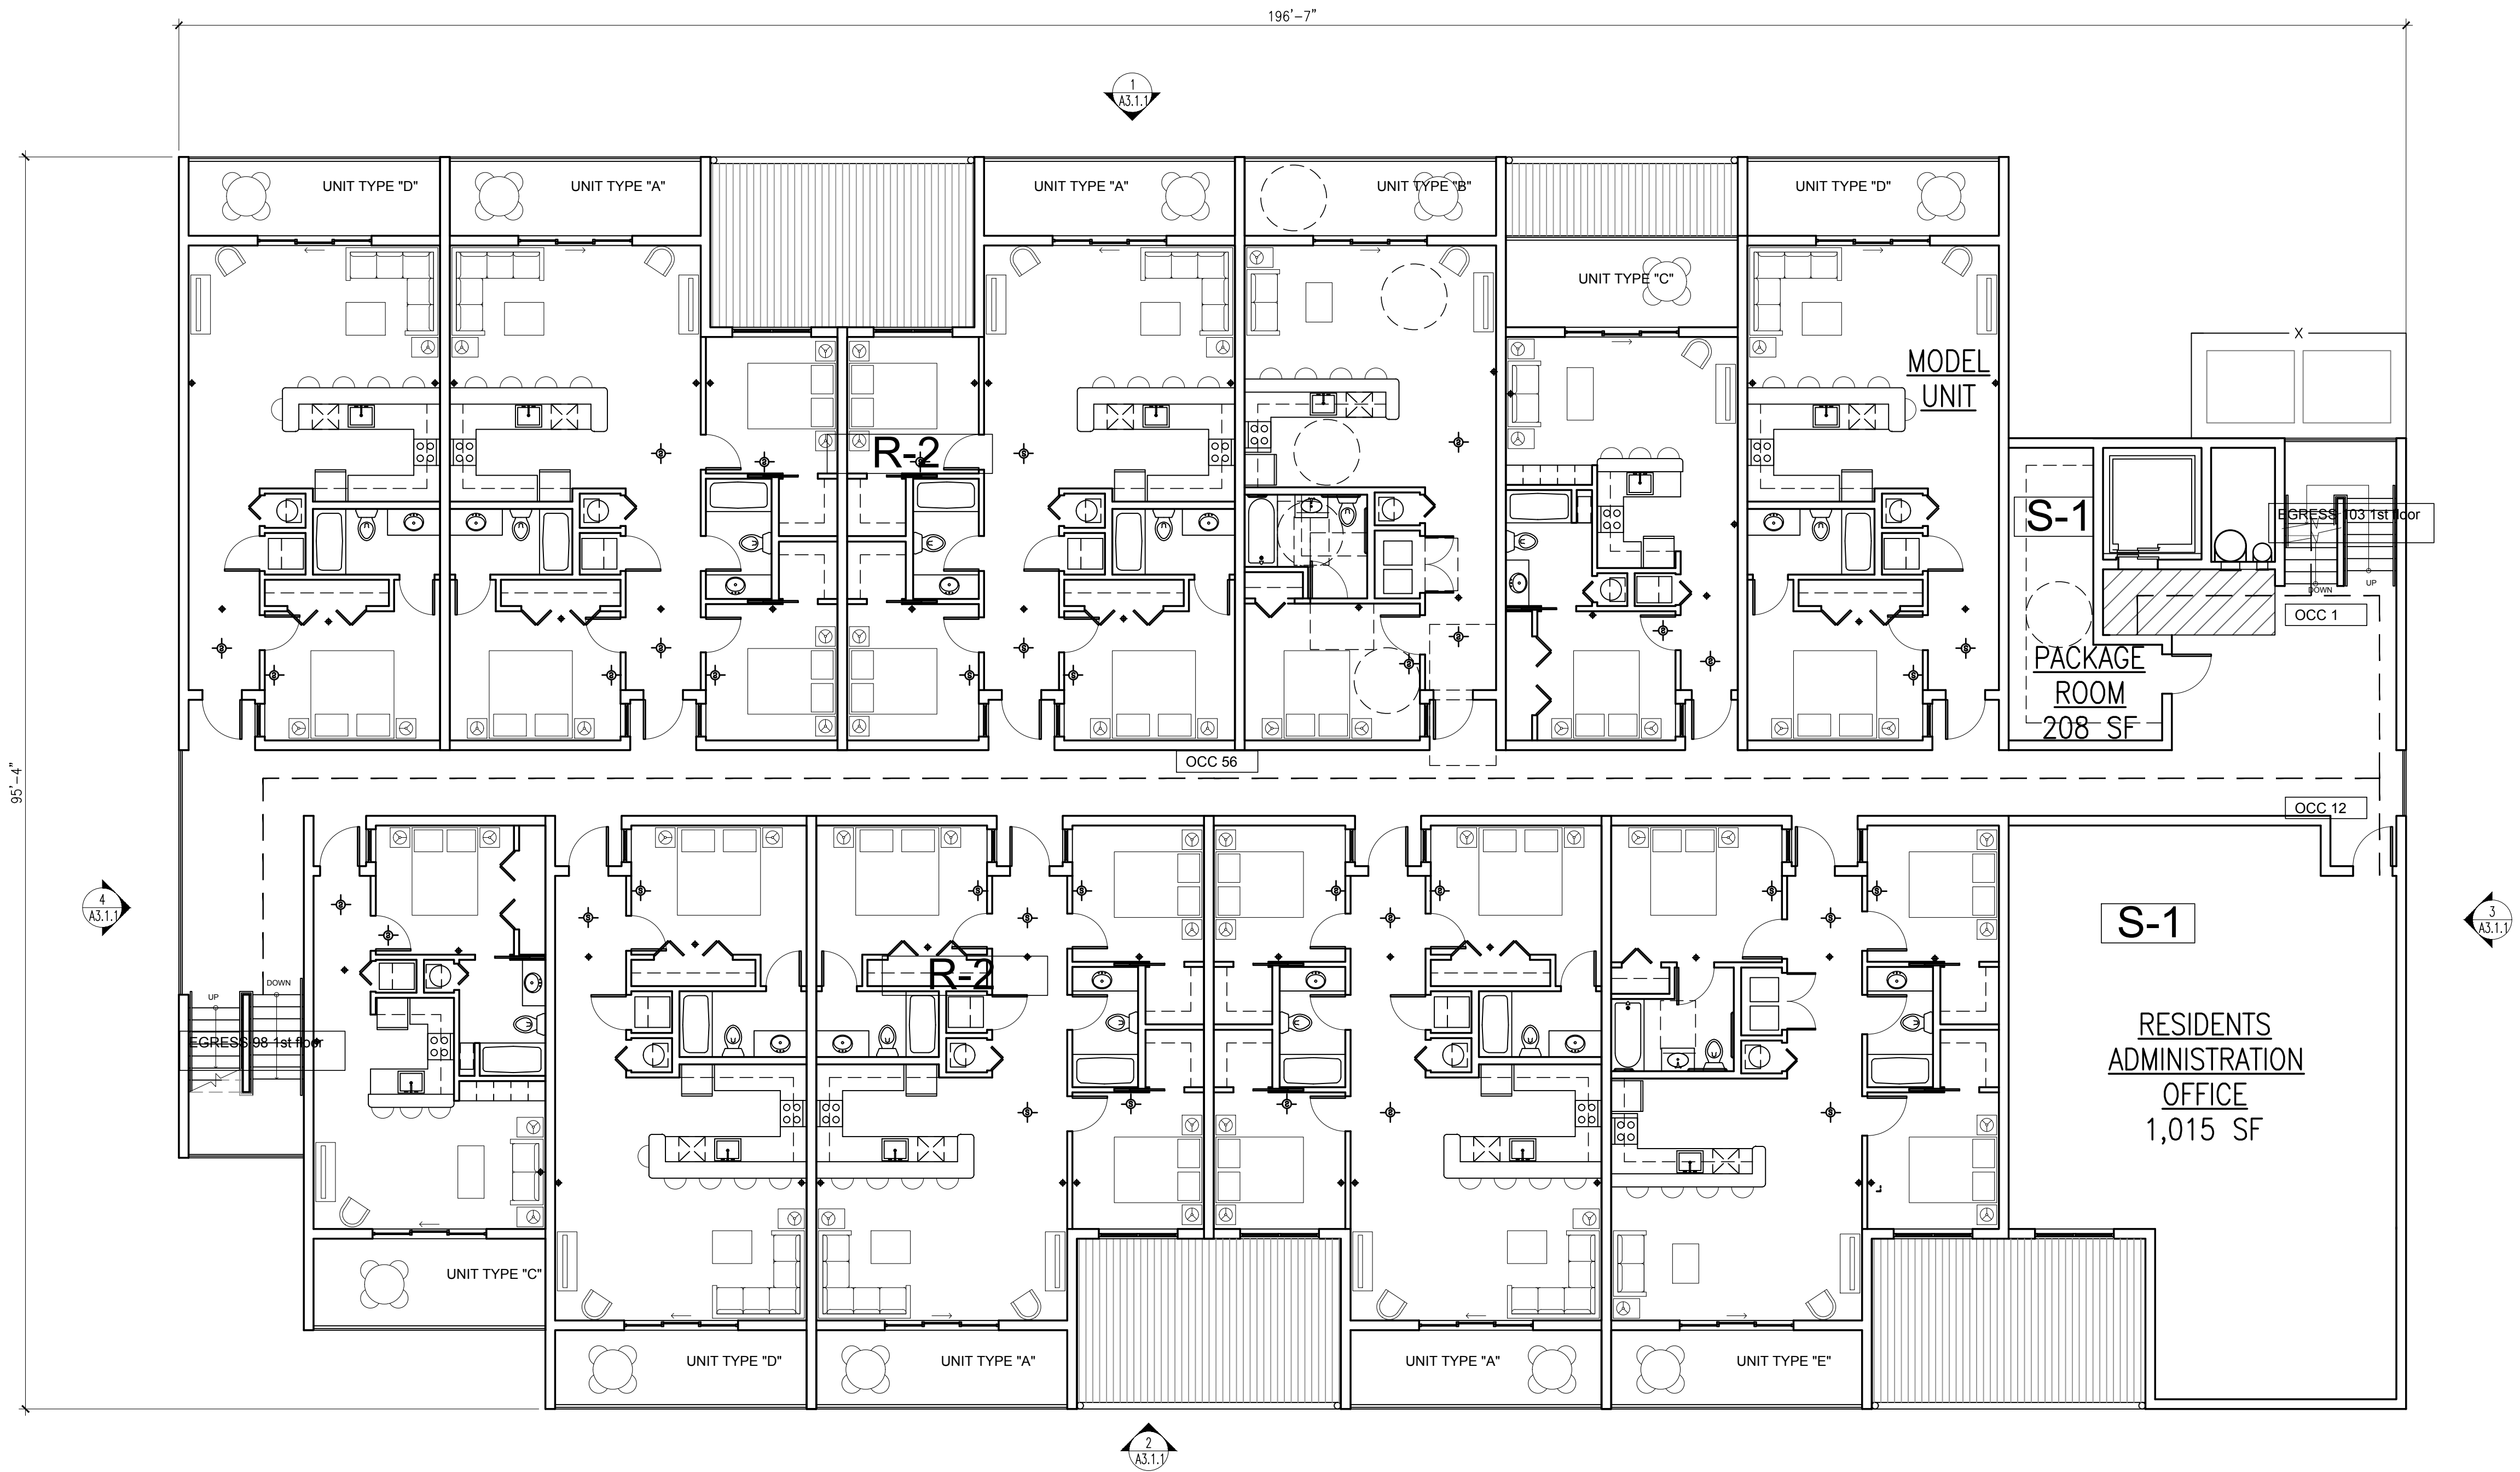 196'-7"
1
A3.1.1
UNIT TYPE "D"
UNIT TYPE "A"
UNIT TYPE "A"
UNIT TYPE "B"
UNIT TYPE "D"
UNIT TYPE "C"
X
MODEL
UNIT
R-2
S-1
EGRESS 103 1st floor
DOWN
UP
OCC 1
PACKAGE
ROOM
208 SF
OCC 56
95'-4"
OCC 12
4
A3.1.1
3
A3.1.1
S-1
R-2
UP
DOWN
EGRESS 98 1st floor
RESIDENTS
ADMINISTRATION
OFFICE
1,015 SF
UNIT TYPE "C"
UNIT TYPE "D"
UNIT TYPE "A"
UNIT TYPE "A"
UNIT TYPE "E"
2
A3.1.1